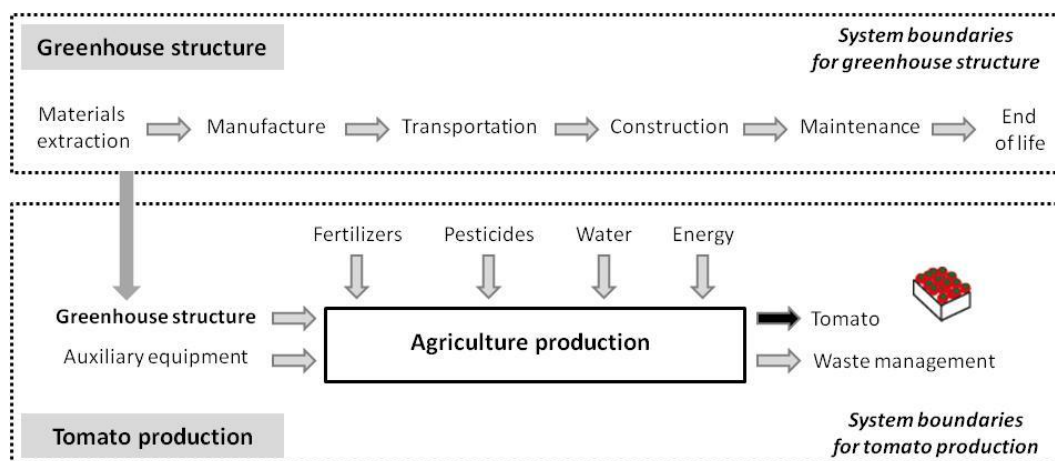 Greenhouse structure
System boundaries
for greenhouse structure
Materials
extraction
Manufacture
Transportation
Construction
Maintenance
End
of life
Fertilizers
Pesticides
Water
Energy
Greenhouse structure
Auxiliary equipment
Agriculture production
Tomato
Waste management
Tomato production
System boundaries
for tomato production